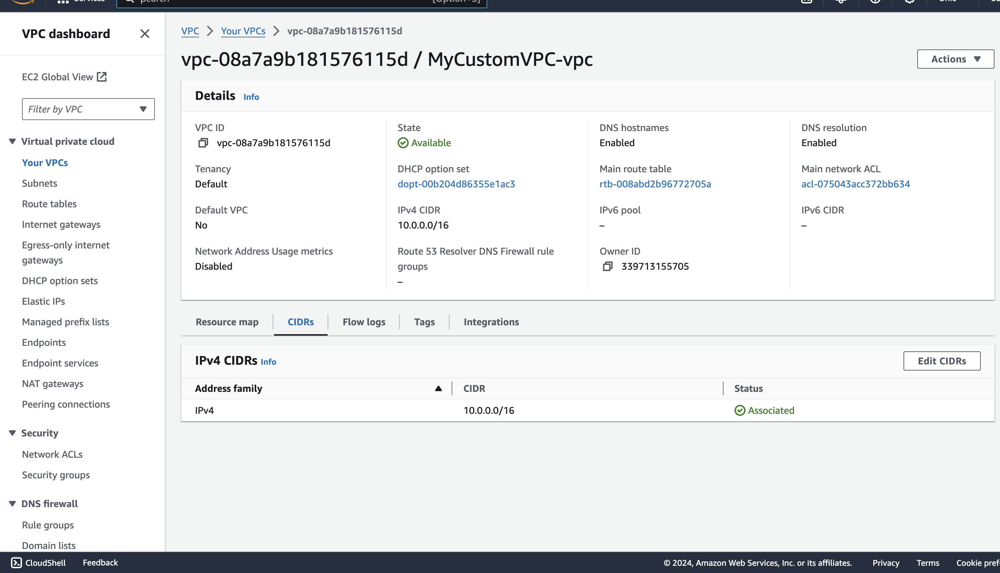 Services
Search
[Option+S]
Ohio
VPC dashboard
EC2 Global View
Filter by VPC
Virtual private cloud
Your VPCs
Subnets
Route tables
Internet gateways
Egress-only internet
gateways
DHCP option sets
Elastic IPs
Managed prefix lists
Endpoints
Endpoint services
NAT gateways
Peering connections
Security
Network ACLs
Security groups
DNS firewall
Rule groups
Domain lists
VPC > Your VPCs > vpc-08a7a9b181576115d
vpc-08a7a9b181576115d / MyCustomVPC-vpc
Actions
Details Info
VPC ID
vpc-08a7a9b181576115d
State
Available
DNS hostnames
Enabled
DNS resolution
Enabled
Tenancy
Default
DHCP option set
dopt-00b204d86355e1ac3
Main route table
rtb-008abd2b96772705a
Main network ACL
acl-075043acc372bb634
Default VPC
No
IPv4 CIDR
10.0.0.0/16
IPv6 pool
–
IPv6 CIDR
–
Network Address Usage metrics
Disabled
Route 53 Resolver DNS Firewall rule
groups
–
Owner ID
339713155705
Resource map CIDRs Flow logs Tags Integrations
IPv4 CIDRs Info
Edit CIDRs
Address family CIDR Status
IPv4 10.0.0.0/16 Associated
CloudShell Feedback © 2024, Amazon Web Services, Inc. or its affiliates. Privacy Terms Cookie pref